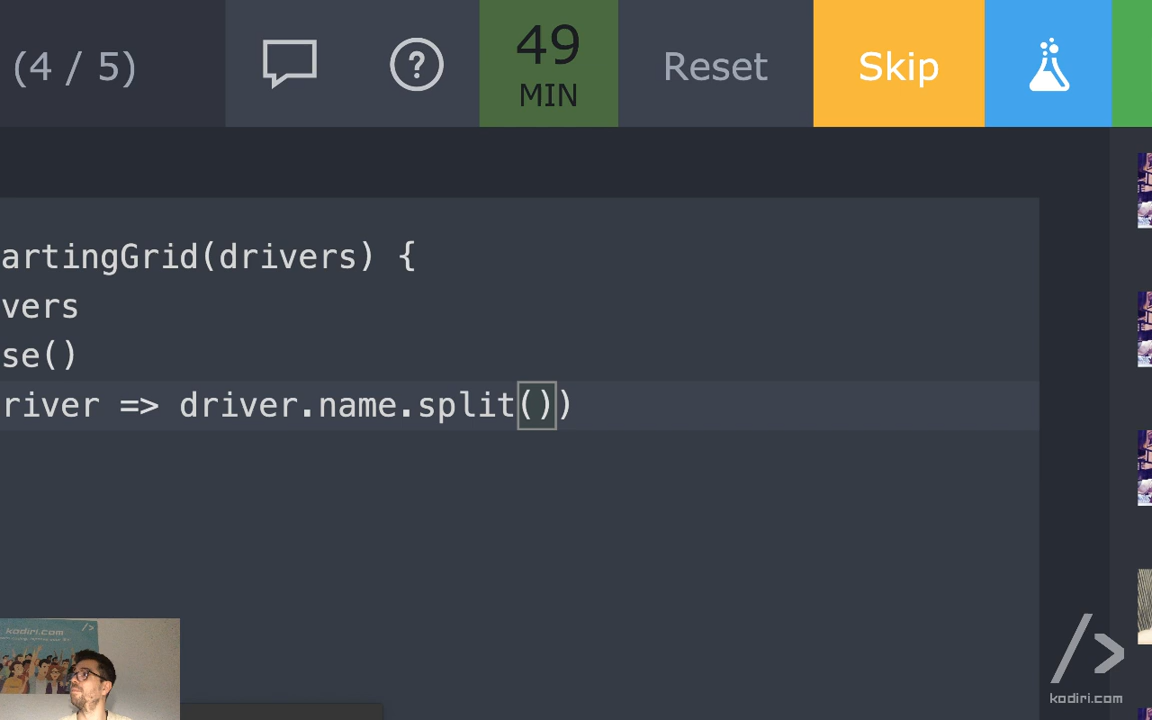 (4 / 5)
?
49
MIN
Reset
Skip
artingGrid(drivers) {
vers
se()
river => driver.name.split())
kodiri.com
/>
/>
kodiri.com